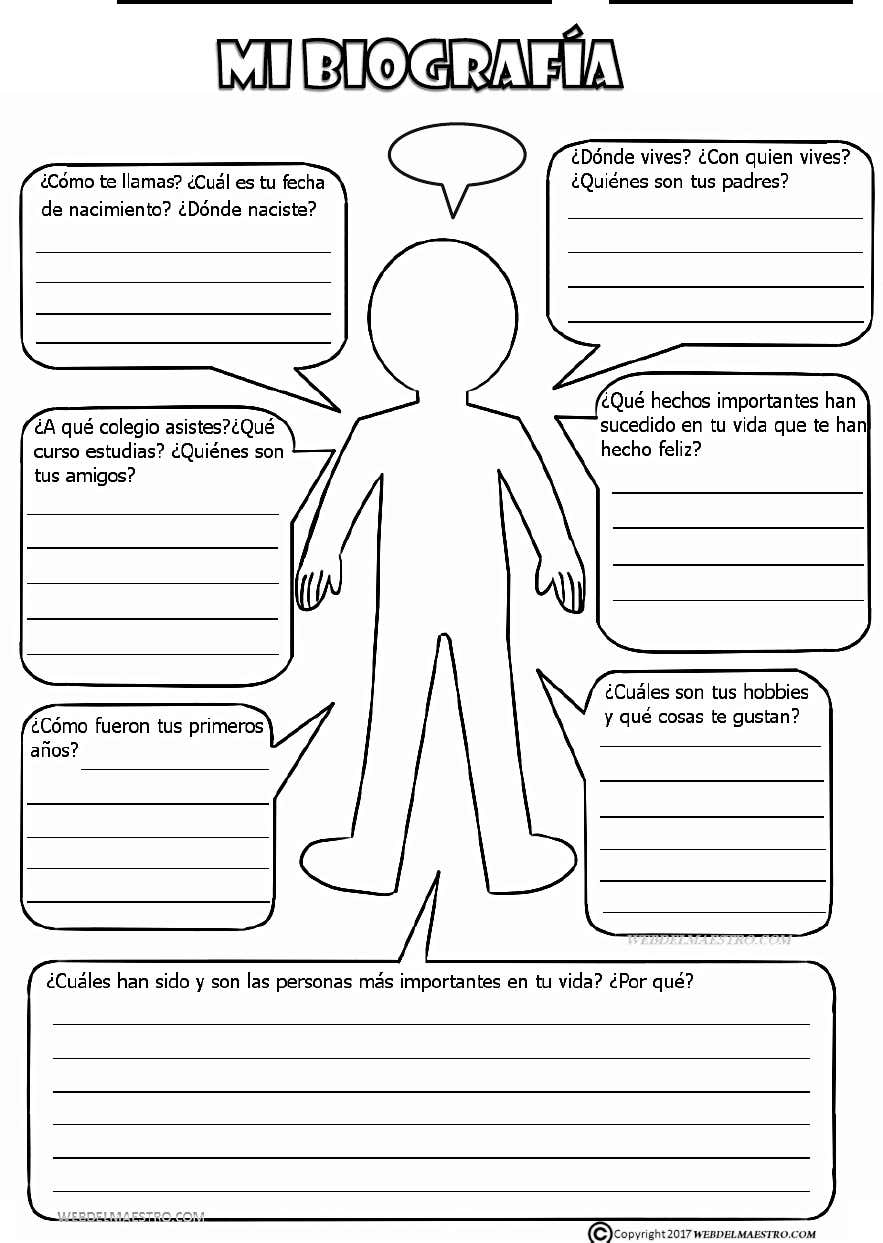 MI BIOGRAFÍA
¿Cómo te llamas? ¿Cuál es tu fecha
de nacimiento? ¿Dónde naciste?
¿Dónde vives? ¿Con quien vives?
¿Quiénes son tus padres?
¿A qué colegio asistes?¿Qué
curso estudias? ¿Quiénes son
tus amigos?
¿Qué hechos importantes han
sucedido en tu vida que te han
hecho feliz?
¿Cómo fueron tus primeros
años?
¿Cuáles son tus hobbies
y qué cosas te gustan?
WEBDELMAESTRO.COM
¿Cuáles han sido y son las personas más importantes en tu vida? ¿Por qué?
WEBDELMAESTRO.COM
©Copyright 2017 WEBDELMAESTRO.COM